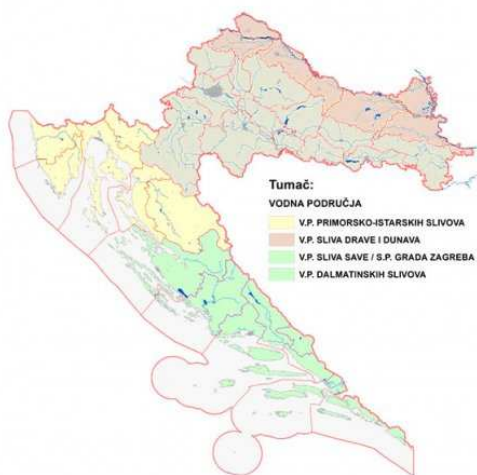 Tumač:
VODNA PODRUČJA
V.P. PRIMORSKO-ISTARSKIH SLIVOVA
V.P. SLIVA DRAVE I DUNAVA
V.P. SLIVA SAVE / S.P. GRADA ZAGREBA
V.P. DALMATINSKIH SLIVOVA